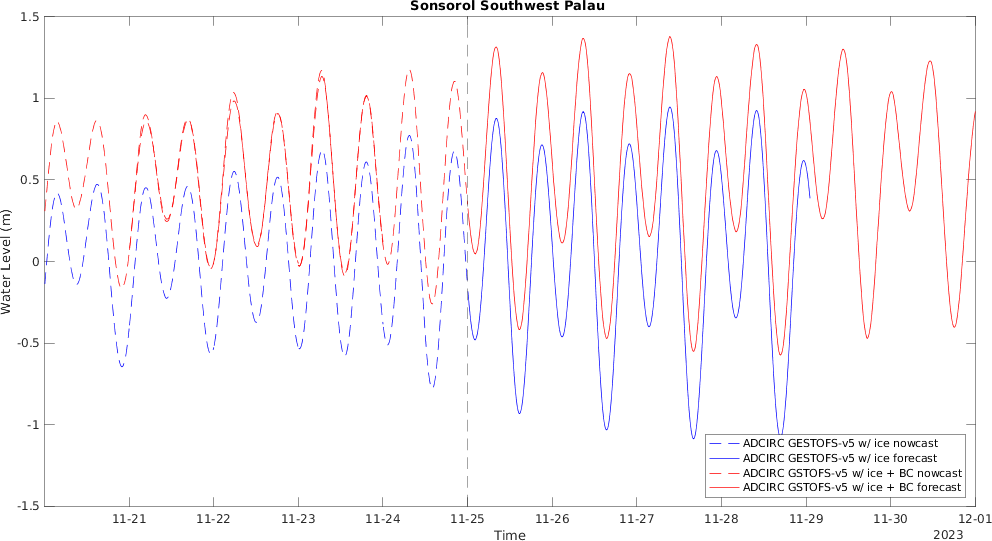 Sonsorol Southwest Palau
1.5
1
0.5
0
-0.5
-1
-1.5
Water Level (m)
ADCIRC GESTOFS-v5 w/ ice nowcast
ADCIRC GESTOFS-v5 w/ ice forecast
ADCIRC GSTOFS-v5 w/ ice + BC nowcast
ADCIRC GSTOFS-v5 w/ ice + BC forecast
11-21 11-22 11-23 11-24 11-25 11-26 11-27 11-28 11-29 11-30 12-01
Time
2023